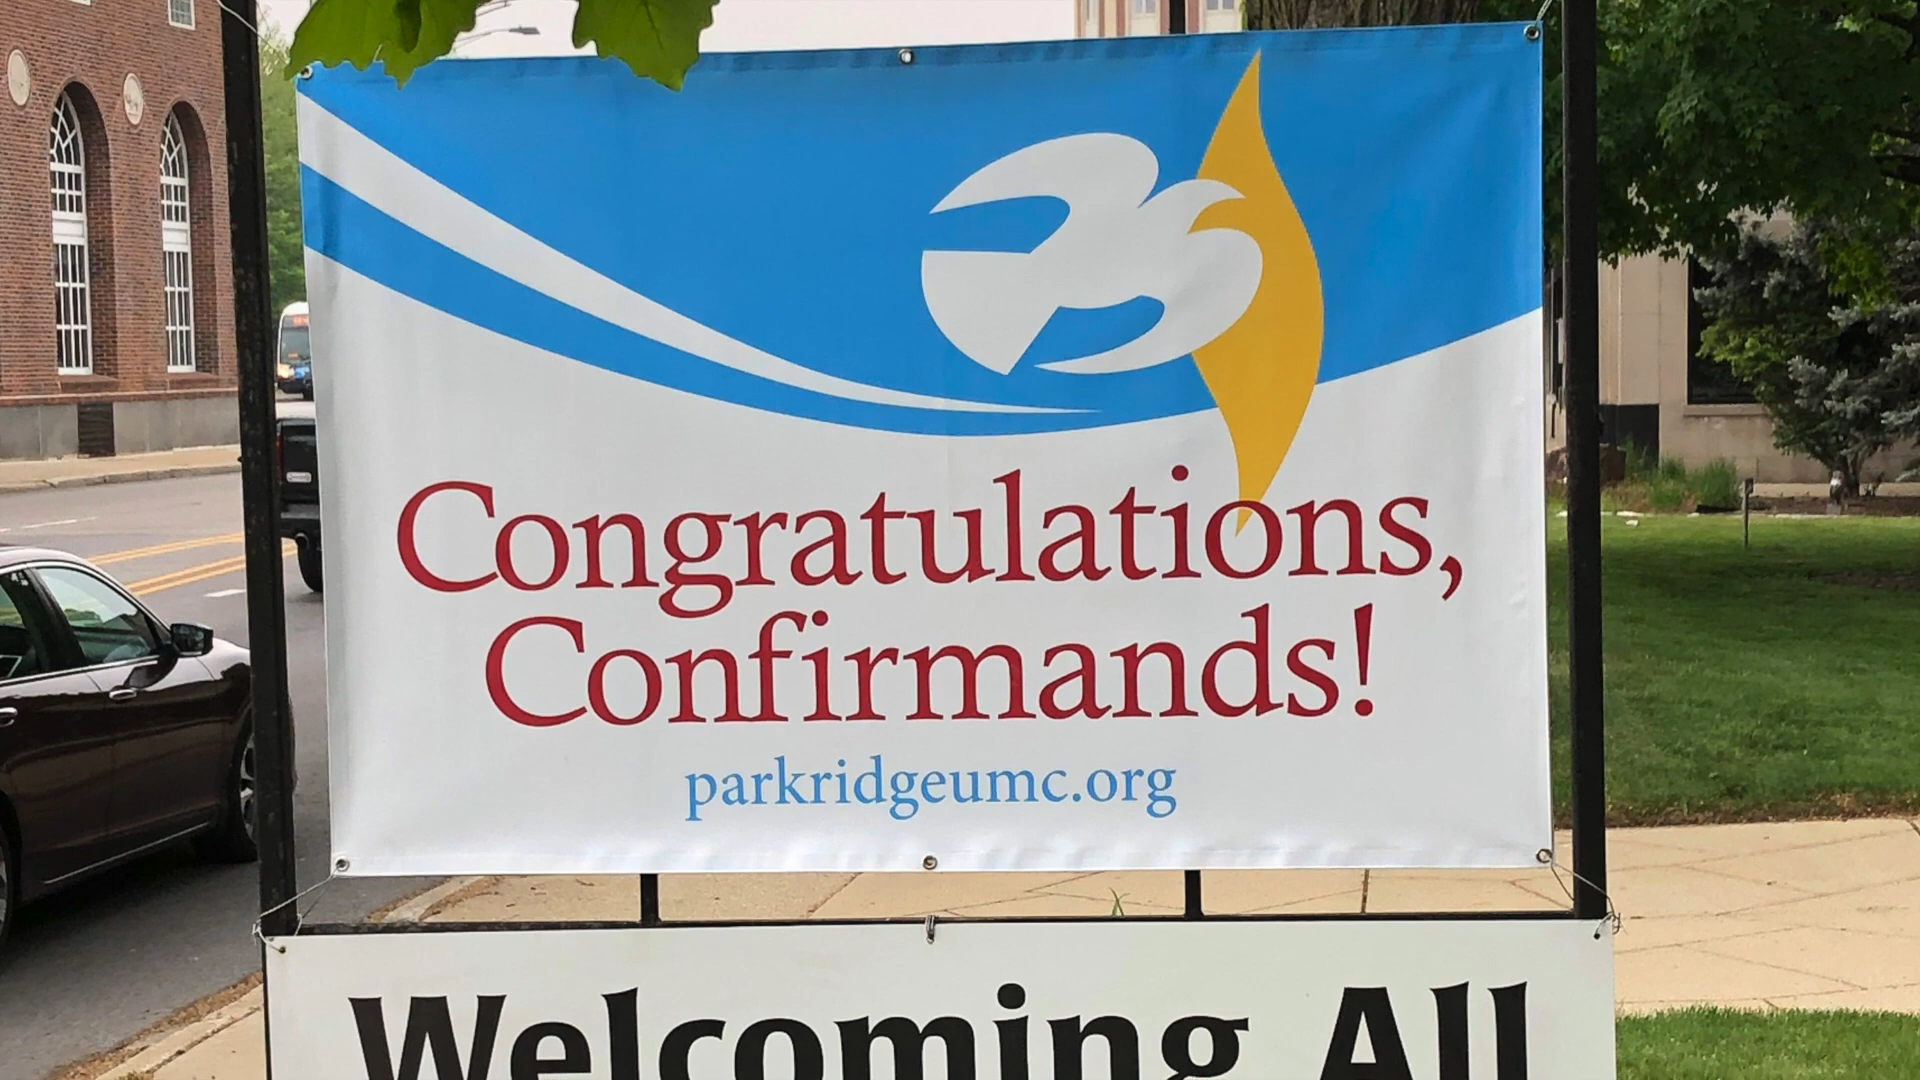 Congratulations,
Confirmands!
parkridgeumc.org
Welcoming All